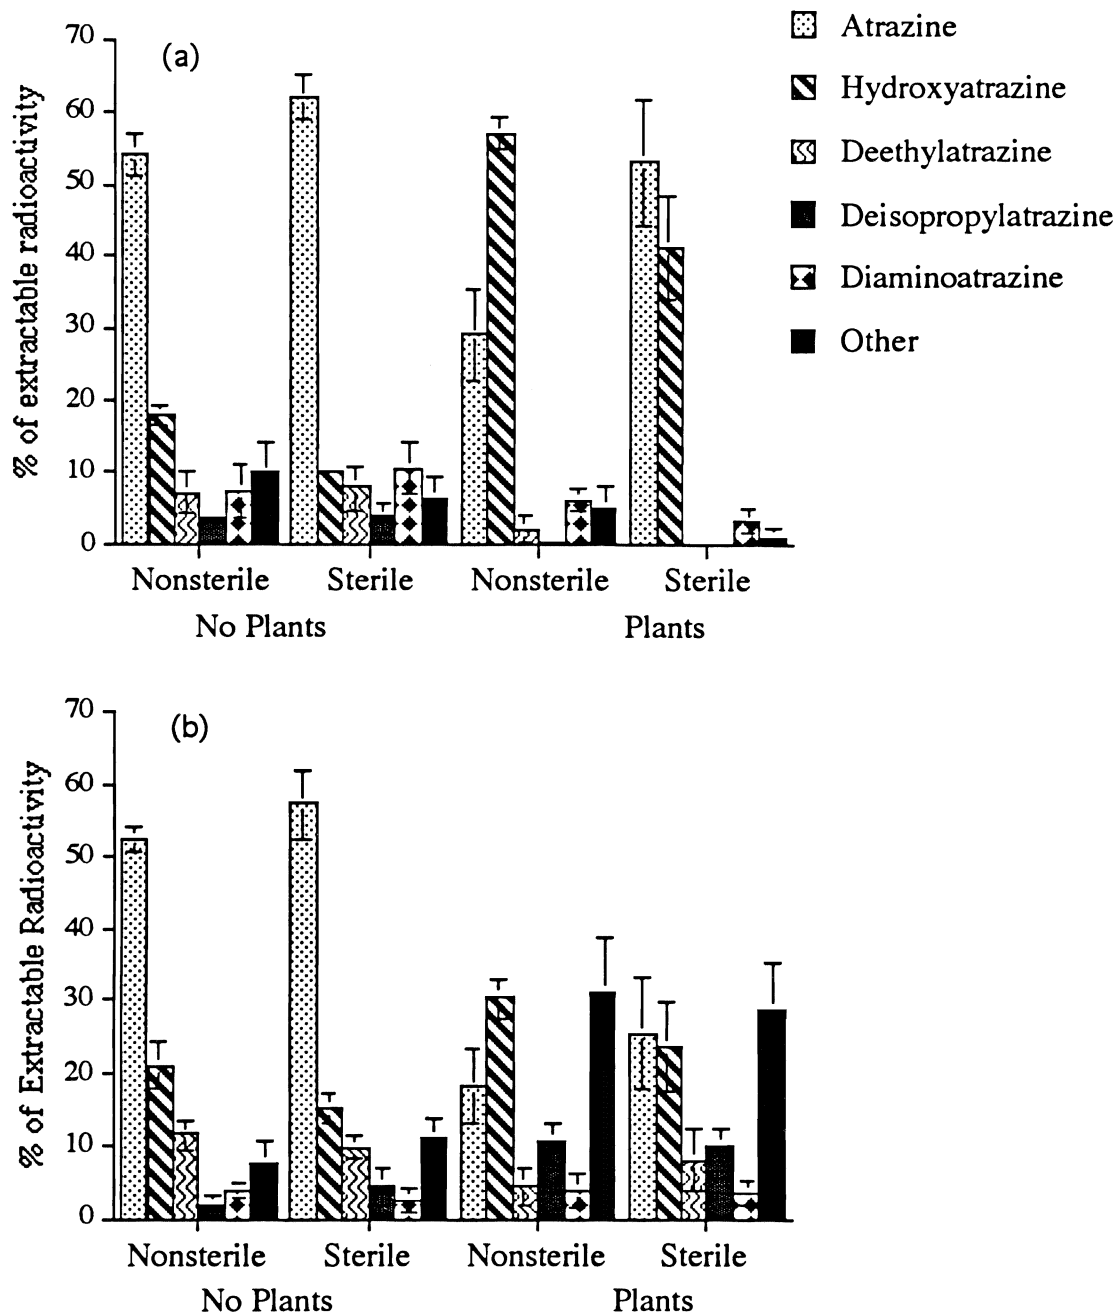 (a)
% of extractable radioactivity
70
60
50
40
30
20
10
0
Nonsterile Sterile Nonsterile Sterile
No Plants Plants
Atrazine
Hydroxyatrazine
Deethylatrazine
Deisopropylatrazine
Diaminoatrazine
Other
(b)
% of Extractable Radioactivity
70
60
50
40
30
20
10
0
Nonsterile Sterile Nonsterile Sterile
No Plants Plants